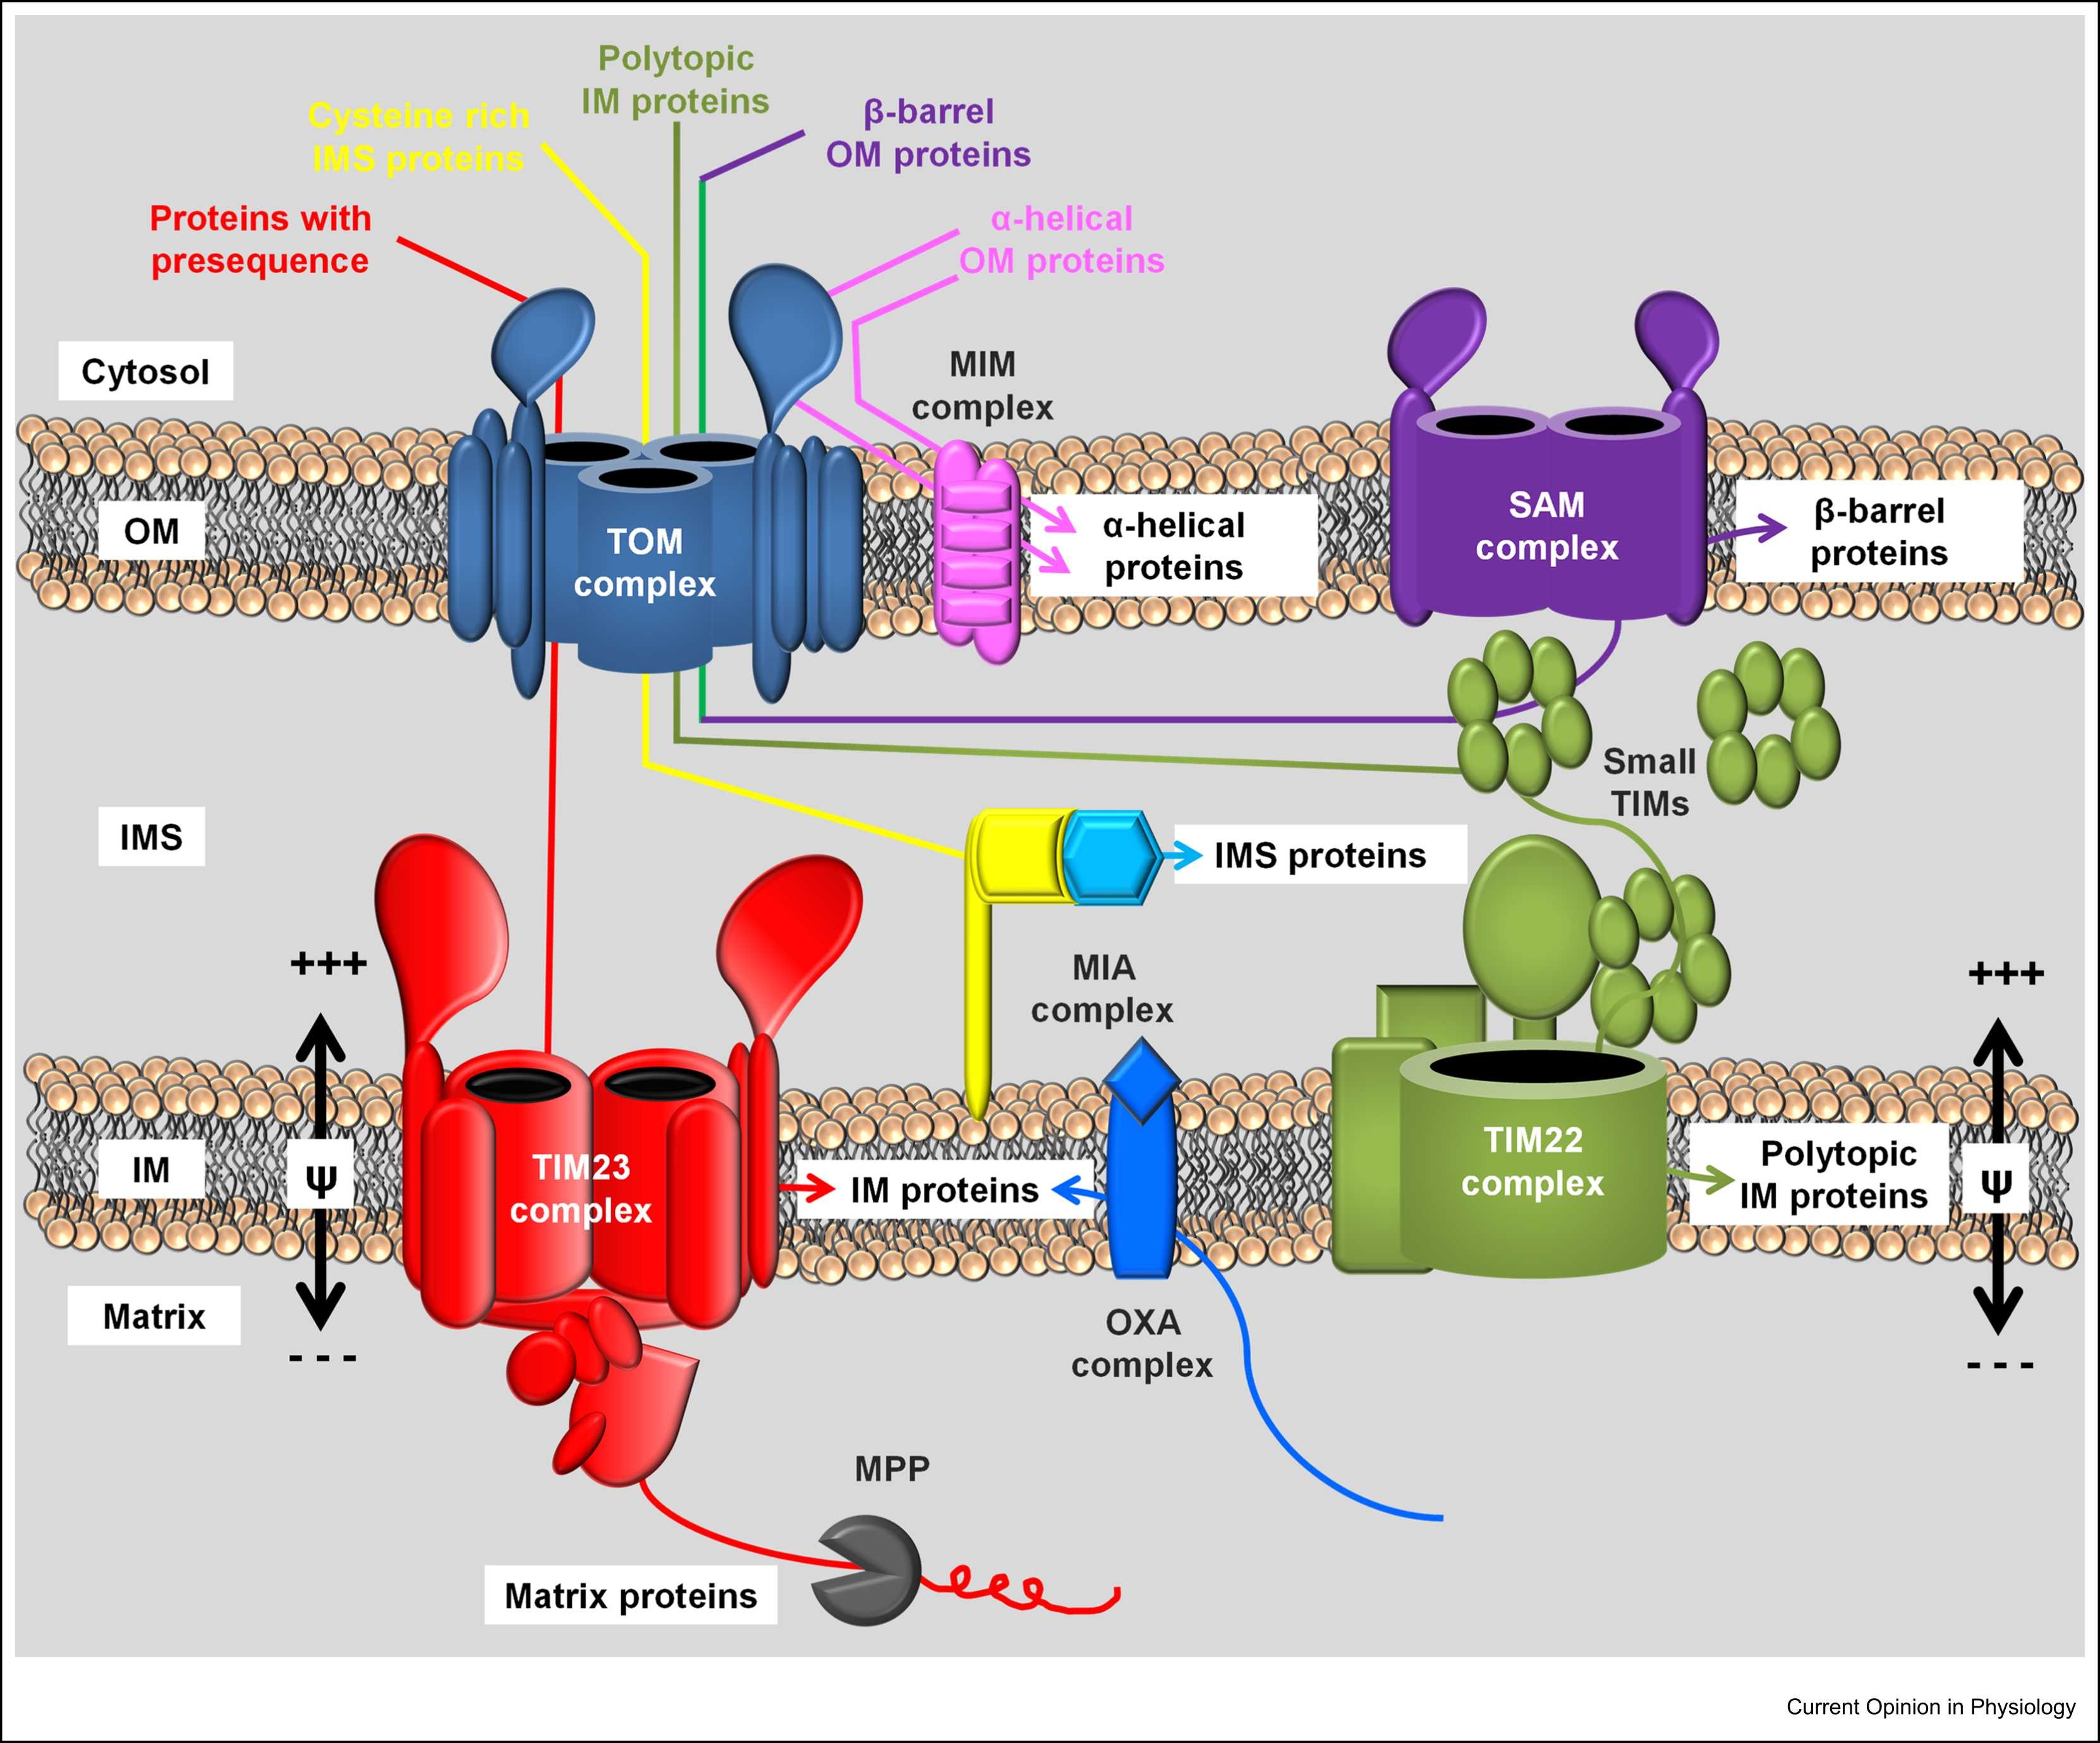 Polytopic
IM proteins
Cysteine rich
IMS proteins
β-barrel
OM proteins
Proteins with
presequence
α-helical
OM proteins
Cytosol
MIM
complex
OM
TOM
complex
α-helical
proteins
SAM
complex
β-barrel
proteins
Small
TIMs
IMS
IMS proteins
+++
MIA
complex
+++
IM
Ψ
TIM23
complex
IM proteins
TIM22
complex
Polytopic
IM proteins
Ψ
Matrix
- - -
OXA
complex
- - -
MPP
Matrix proteins
Current Opinion in Physiology